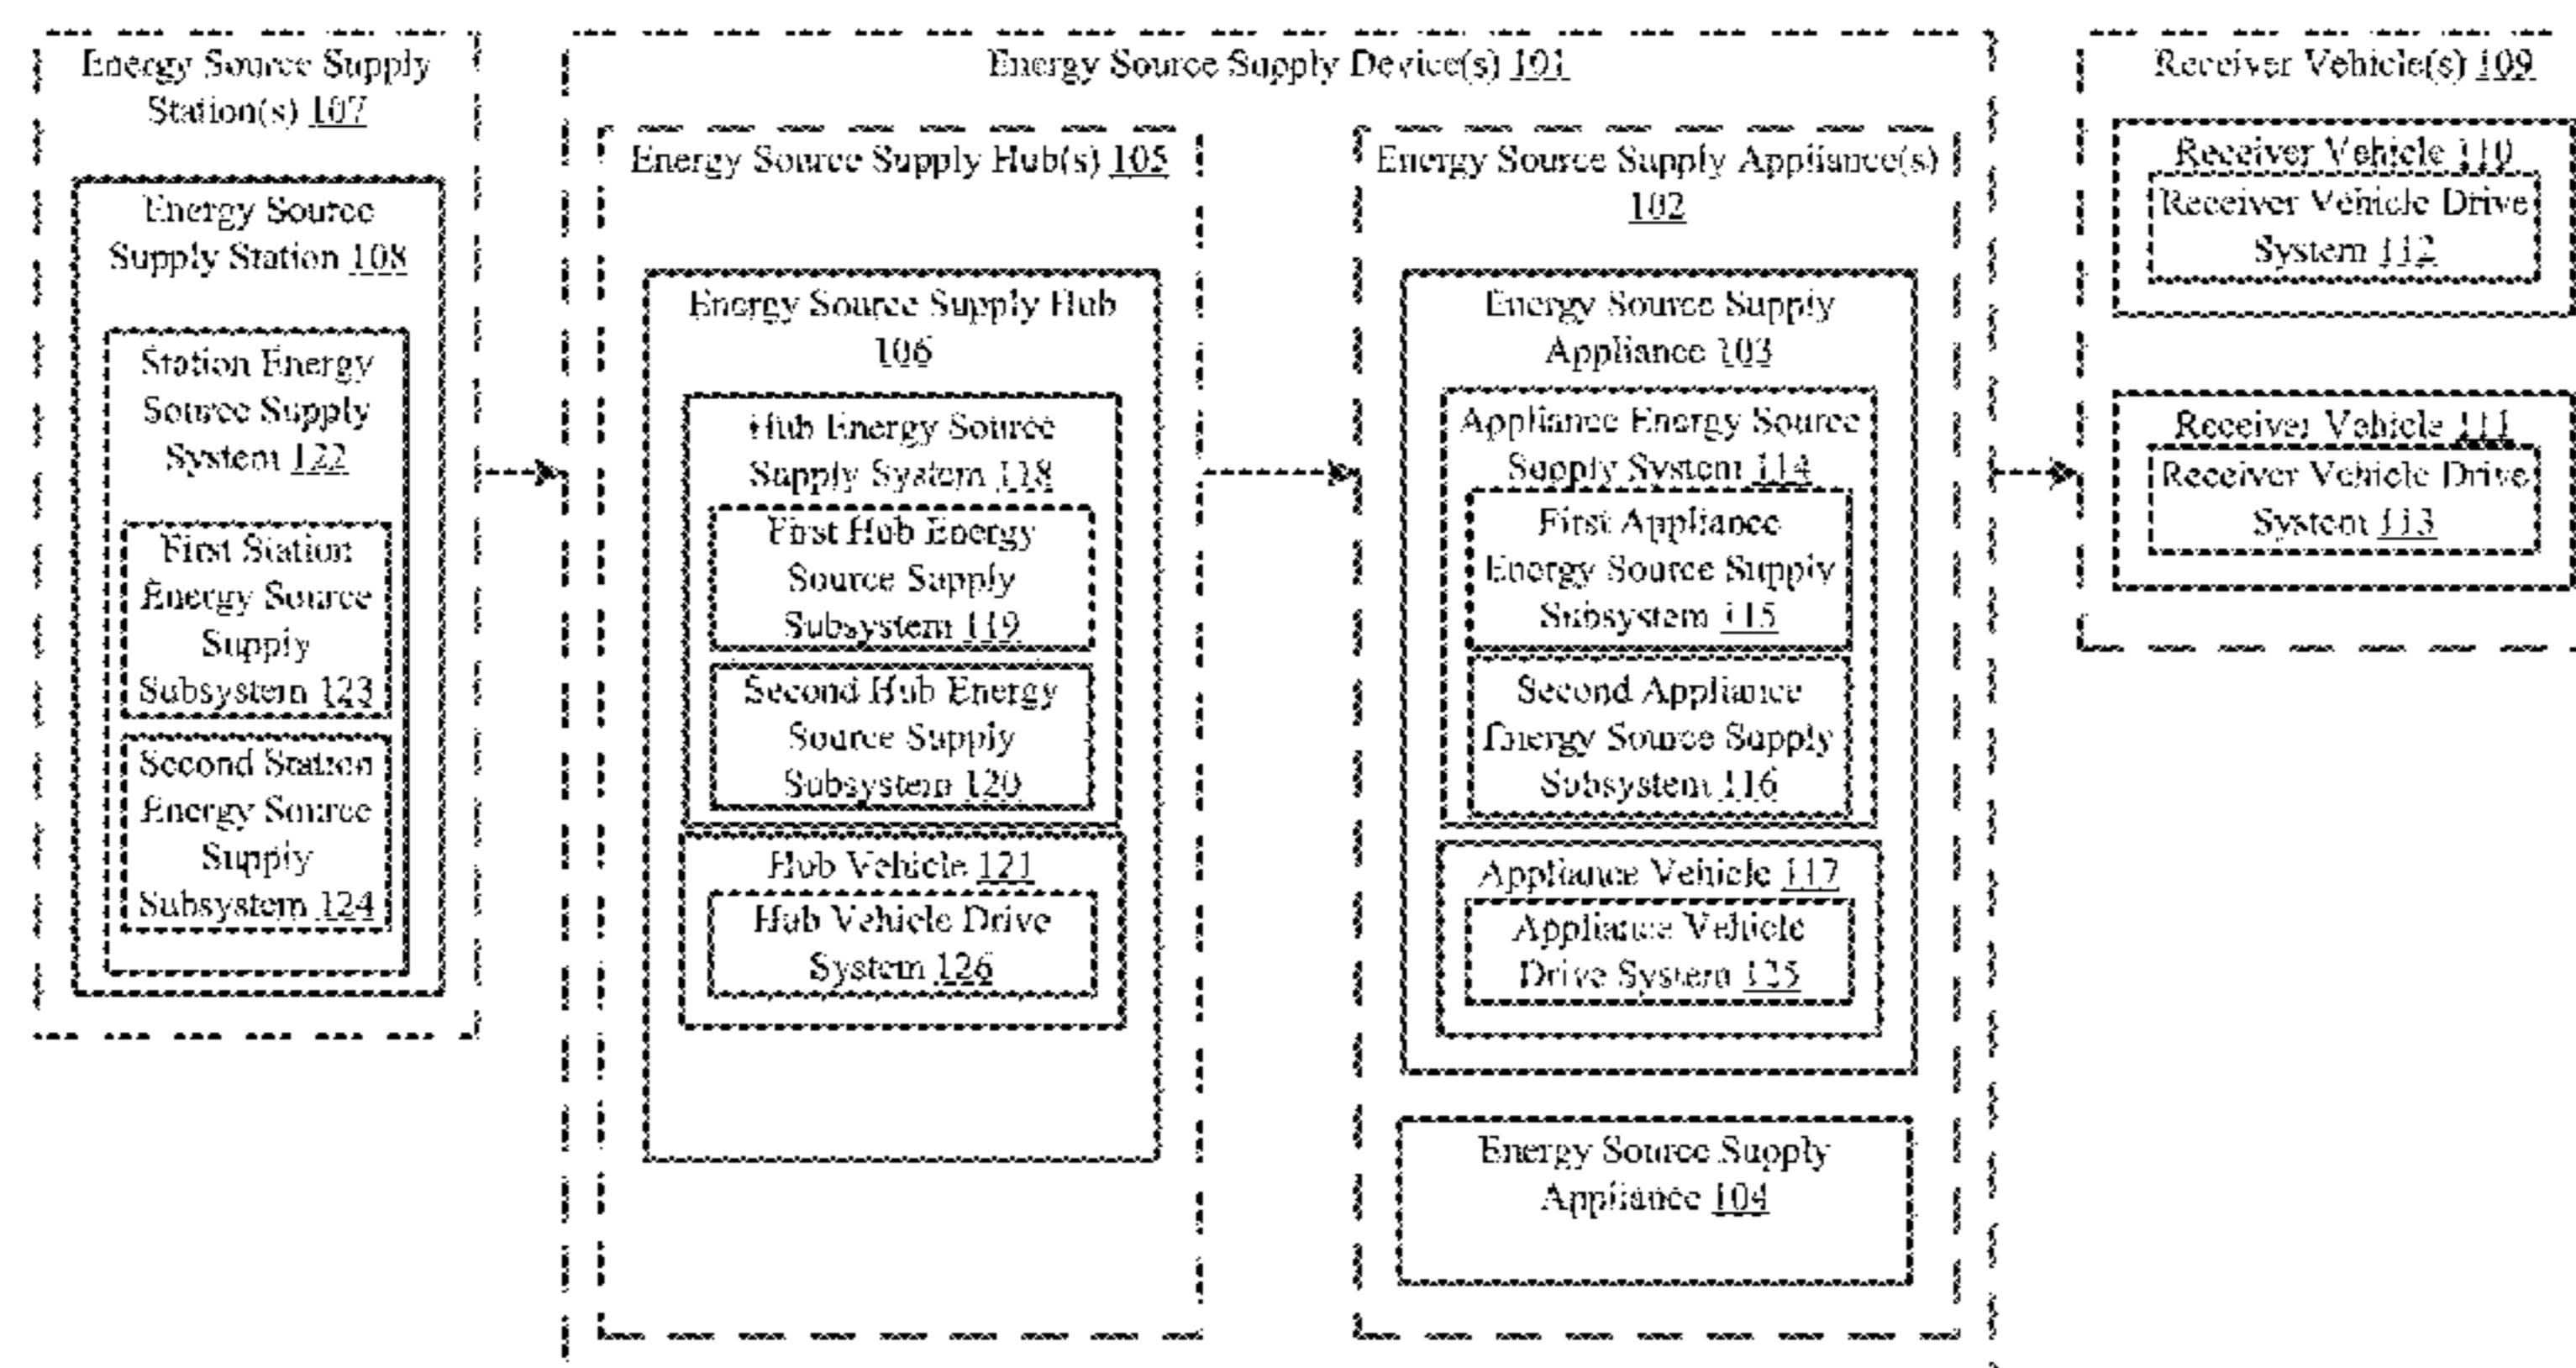 Energy Source Supply
Station(s) 107
Energy Source
Supply Station 108
Station Energy
Source Supply
System 122
First Station
Energy Source
Supply
Subsystem 123
Second Station
Energy Source
Supply
Subsystem 124
Energy Source Supply Device(s) 101
Energy Source Supply Hub(s) 105
Energy Source Supply Hub
106
Hub Energy Source
Supply System 118
First Hub Energy
Source Supply
Subsystem 119
Second Hub Energy
Source Supply
Subsystem 120
Hub Vehicle 121
Hub Vehicle Drive
System 126
Energy Source Supply Appliance(s)
102
Energy Source Supply
Appliance 103
Appliance Energy Source
Supply System 114
First Appliance
Energy Source Supply
Subsystem 115
Second Appliance
Energy Source Supply
Subsystem 116
Appliance Vehicle 117
Appliance Vehicle
Drive System 125
Energy Source Supply
Appliance 104
Receiver Vehicle(s) 109
Receiver Vehicle 110
Receiver Vehicle Drive
System 112
Receiver Vehicle 111
Receiver Vehicle Drive
System 113